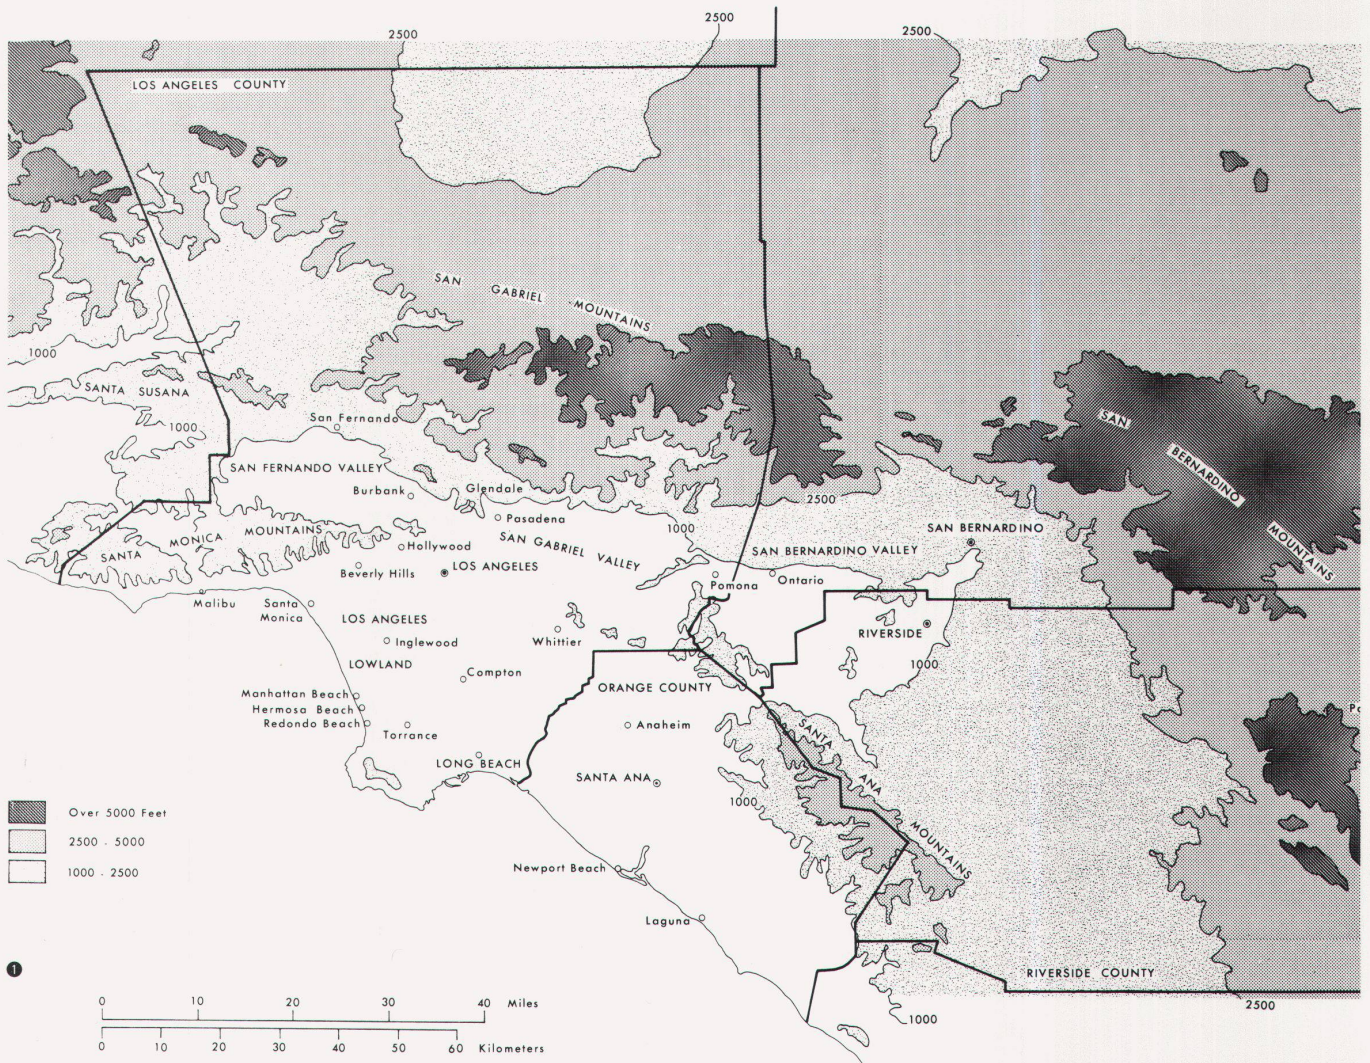 2500
2500
2500
LOS ANGELES COUNTY
SAN GABRIEL MOUNTAINS
1000
SANTA SUSANA
1000
San Fernando
SAN FERNANDO VALLEY
Burbank
Glendale
2500
SAN
BERNARDINO
MOUNTAINS
Pasadena
1000
SAN BERNARDINO
SANTA MONICA MOUNTAINS
Hollywood
SAN GABRIEL VALLEY
SAN BERNARDINO VALLEY
Beverly Hills
LOS ANGELES
Pomona
Ontario
Malibu
Santa
Monica
LOS ANGELES
LOWLAND
Inglewood
Whittier
RIVERSIDE
1000
Compton
ORANGE COUNTY
Manhattan Beach
Hermosa Beach
Redondo Beach
Torrance
Anaheim
SANTA ANA MOUNTAINS
LONG BEACH
SANTA ANA
1000
Over 5000 Feet
2500 - 5000
1000 - 2500
Newport Beach
Laguna
1
RIVERSIDE COUNTY
2500
1000
0 10 20 30 40 Miles
0 10 20 30 40 50 60 Kilometers